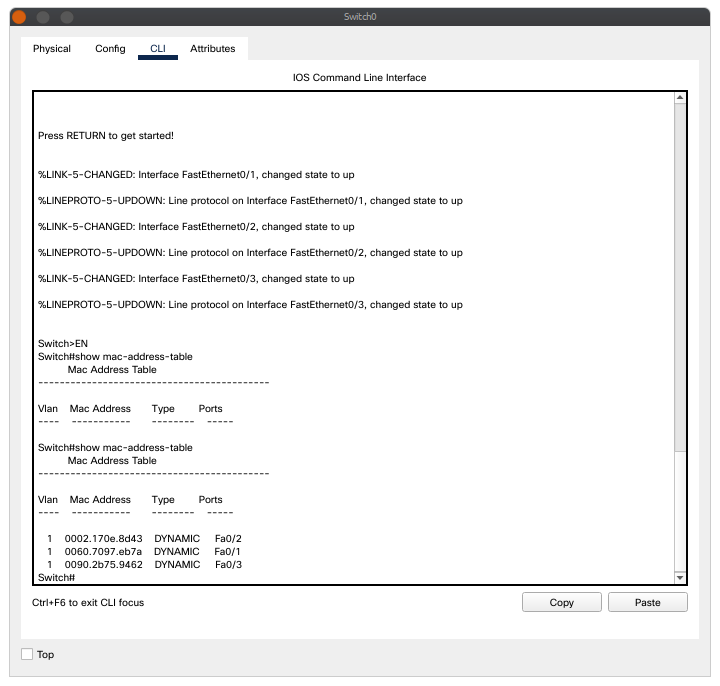 Switch0
Physical Config CLI Attributes
IOS Command Line Interface
Press RETURN to get started!
%LINK-5-CHANGED: Interface FastEthernet0/1, changed state to up
%LINEPROTO-5-UPDOWN: Line protocol on Interface FastEthernet0/1, changed state to up
%LINK-5-CHANGED: Interface FastEthernet0/2, changed state to up
%LINEPROTO-5-UPDOWN: Line protocol on Interface FastEthernet0/2, changed state to up
%LINK-5-CHANGED: Interface FastEthernet0/3, changed state to up
%LINEPROTO-5-UPDOWN: Line protocol on Interface FastEthernet0/3, changed state to up
Switch>EN
Switch#show mac-address-table
Mac Address Table
-------------------------------------------
Vlan Mac Address Type Ports
---- ----------- -------- -----
Switch#show mac-address-table
Mac Address Table
-------------------------------------------
Vlan Mac Address Type Ports
---- ----------- -------- -----
1 0002.170e.8d43 DYNAMIC Fa0/2
1 0060.7097.eb7a DYNAMIC Fa0/1
1 0090.2b75.9462 DYNAMIC Fa0/3
Switch#
Ctrl+F6 to exit CLI focus Copy Paste
Top